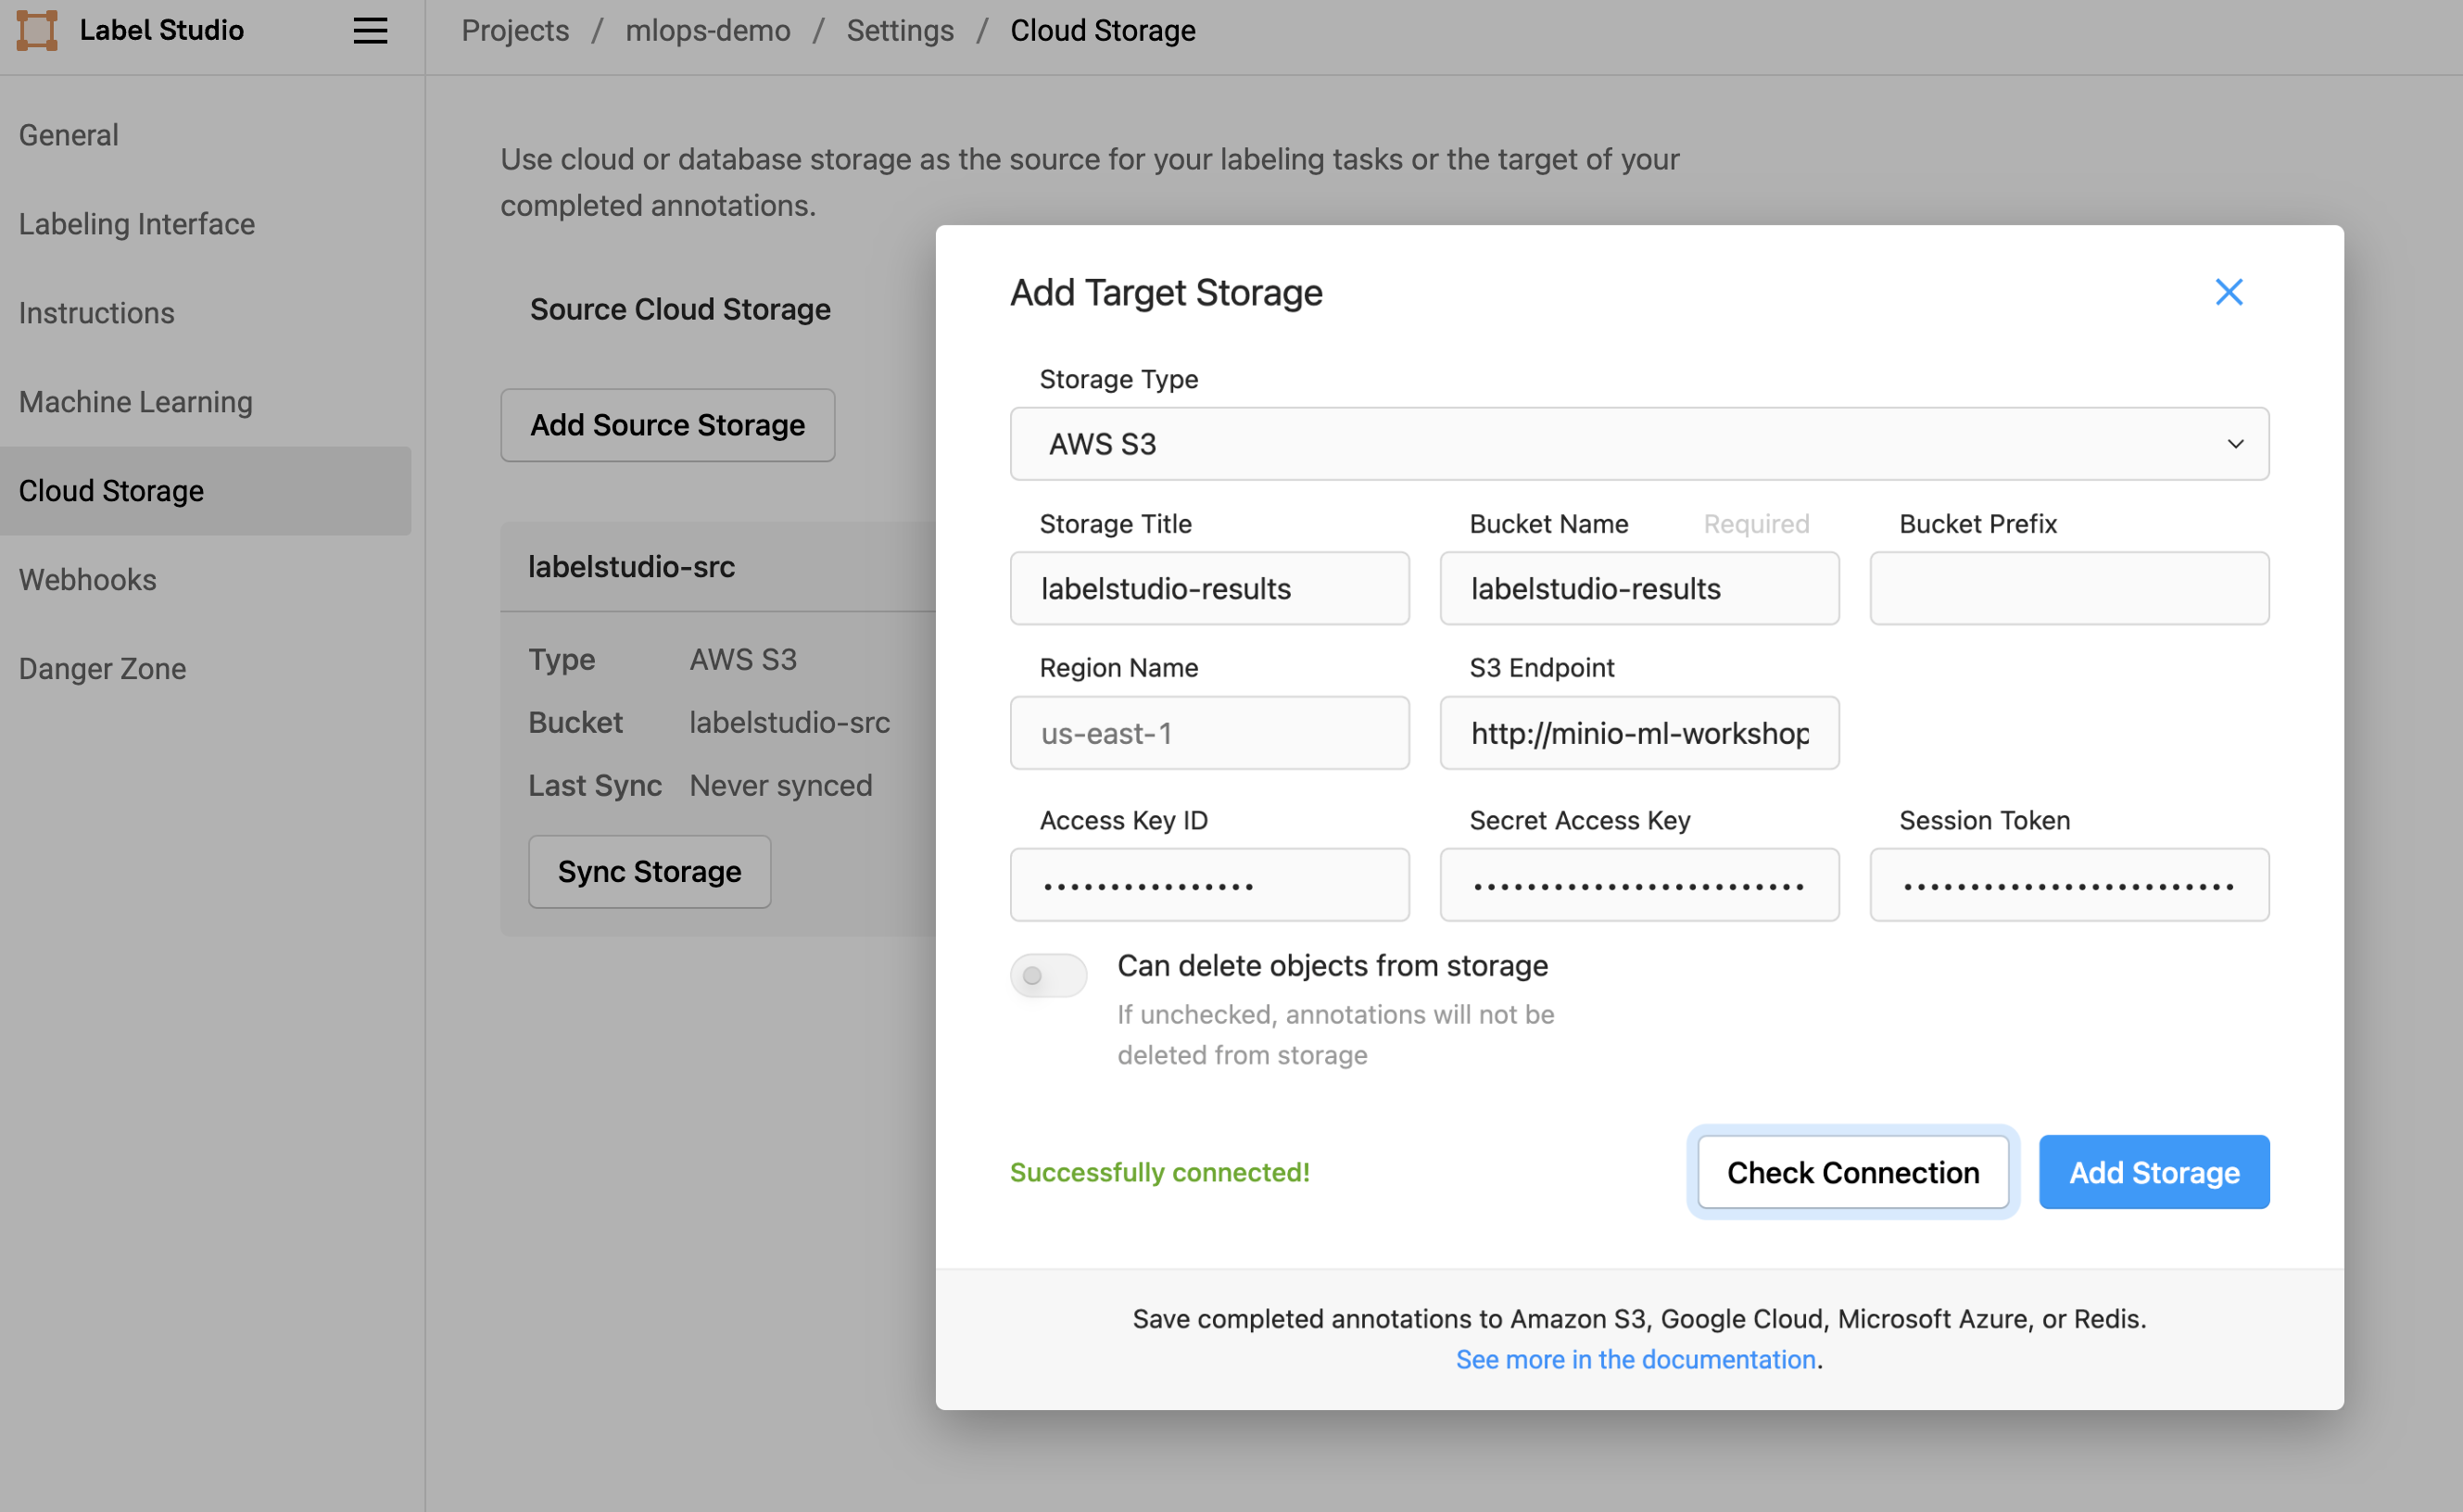 Label Studio
Projects / mlops-demo / Settings / Cloud Storage
General
Labeling Interface
Instructions
Machine Learning
Cloud Storage
Webhooks
Danger Zone
Use cloud or database storage as the source for your labeling tasks or the target of your
completed annotations.
Source Cloud Storage
Add Source Storage
labelstudio-src
Type AWS S3
Bucket labelstudio-src
Last Sync Never synced
Sync Storage
Add Target Storage
Storage Type
AWS S3
Storage Title Bucket Name Required Bucket Prefix
labelstudio-results labelstudio-results
Region Name S3 Endpoint
us-east-1 http://minio-ml-workshop
Access Key ID Secret Access Key Session Token
Can delete objects from storage
If unchecked, annotations will not be
deleted from storage
Successfully connected! Check Connection Add Storage
Save completed annotations to Amazon S3, Google Cloud, Microsoft Azure, or Redis.
See more in the documentation.